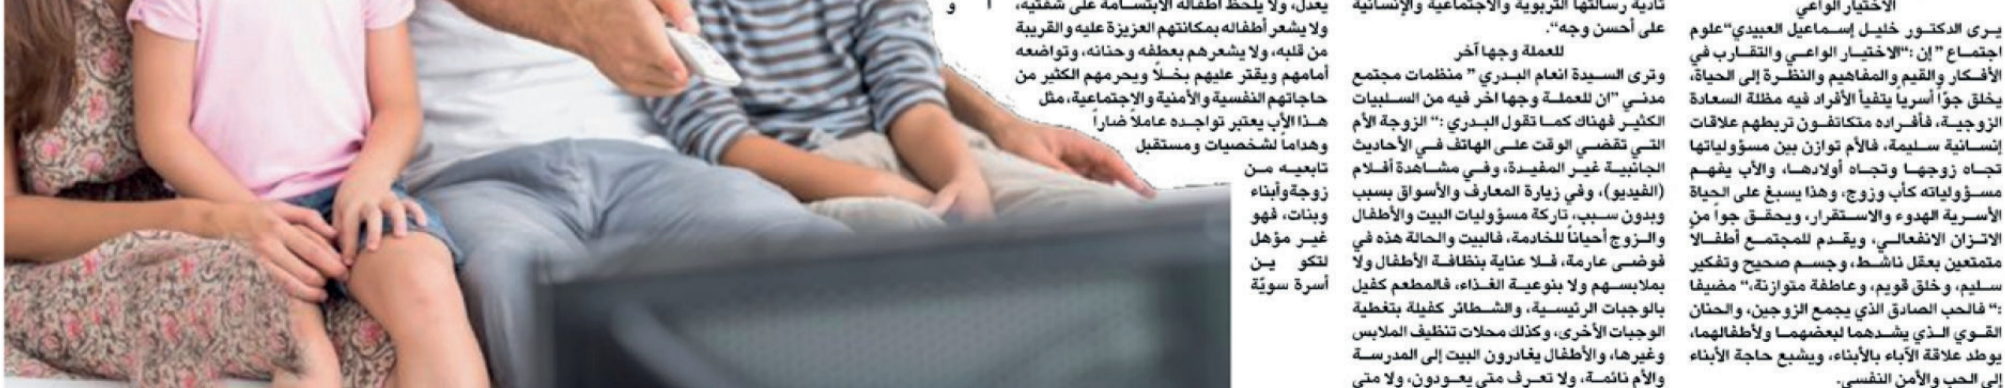 الاختيار الواعي
يرى الدكتور خليل إسماعيل العبيدي“علوم
اجتماع ”إن :“الاختيار الواعي والتقارب في
الأفكار والقيم والمفاهيم والنظرة إلى الحياة،
يخلق جوًا أسرياً يتفيأ الأفراد فيه مظلة السعادة
الزوجية، فأفراده متكاتفون تربطهم علاقات
إنسانية سليمة، فالأم توازن بين مسؤولياتها
تجاه زوجها وتجاه أولادها، والأب يفهم
مسؤولياته كأب وزوج، وهذا يسبغ على الحياة
الأسرية الهدوء والاستقرار، ويحقق جواً من
الاتزان الانفعالي، ويقدم للمجتمع أطفالاً
متمتعين بعقل ناشط، وجسم صحيح وتفكير
سليم، وخلق قويم، وعاطفة متوازنة،“ مضيفا
:“ فالحب الصادق الذي يجمع الزوجين، والحنان
القوي الذي يشدهما لبعضهما ولأطفالهما،
يوطد علاقة الآباء بالأبناء، ويشبع حاجة الأبناء
إلى الحب والأمن النفسي.
تأدية رسالتها التربوية والاجتماعية والإنسانية
على أحسن وجه“.
للعملة وجها آخر
وترى السيدة انعام البدري ” منظمات مجتمع
مدني ”ان للعملة وجها اخر فيه من السلبيات
الكثير فهناك كما تقول البدري :“ الزوجة الأم
التي تقضي الوقت على الهاتف في الأحاديث
الجانبية غير المفيدة، وفي مشاهدة أفلام
(الفيديو)، وفي زيارة المعارف والأسواق بسبب
وبدون سبب، تاركة مسؤوليات البيت والأطفال
والزوج أحياناً للخادمة، فالبيت والحالة هذه في
فوضى عارمة، فلا عناية بنظافة الأطفال ولا
بملابسهم ولا بنوعية الغذاء، فالمطعم كفيل
بالوجبات الرئيسية، والشطائر كفيلة بتغطية
الوجبات الأخرى، وكذلك محلات تنظيف الملابس
وغيرها، والأطفال يغادرون البيت إلى المدرسة
والأم نائمة، ولا تعرف متى يعودون، ولا متى
أ و
يعدل، ولا يلحظ أطفاله الابتسامة على شفتيه،
ولا يشعر أطفاله بمكانتهم العزيزة عليه والقريبة
من قلبه، ولا يشعرهم بعطفه وحنانه، وتواضعه
أمامهم ويقتر عليهم بخلاً ويحرمهم الكثير من
حاجاتهم النفسية والأمنية والاجتماعية، مثل
هذا الأب يعتبر تواجده عاملاً ضاراً
وهداماً لشخصيات ومستقبل
تابعيه من
زوجةوأبناء
وبنات، فهو
غير مؤهل
لتكو ين
أسرة سويّة